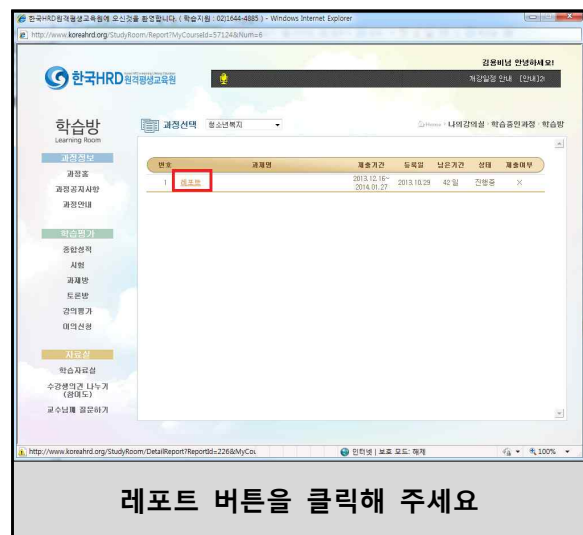 한국HRD원격평생교육원에 오신것을 환영합니다. ( 학습지원 : 02)1644-4885 ) - Windows Internet Explorer
http://www.koreahrd.org/StudyRoom/Report?MyCourseId=57124&Num=6
김용비님 안녕하세요!
한국HRD원격평생교육원
재강일정 안내 [안내]2
학습방
Learning Room
과정선택 청소년복지
Home > 나의강의실 > 학습중인과정 > 학습방
과정정보
과정홈
과정공지사항
과정안내
번호 과제명 제출기간 등록일 남은기간 상태 제출여부
1 레포트 2013.12.16~ 2014.01.27 2013.10.29 42 일 진행중 X
학습평가
종합성적
시험
과제방
토론방
강의평가
이의신청
자료실
학습자료실
수강생의견 나누기
(참여도)
교수님께 질문하기
http://www.koreahrd.org/StudyRoom/DetailReport?ReportId=226&MyCou
인터넷 | 보호 모드: 해제
100%
레포트 버튼을 클릭해 주세요